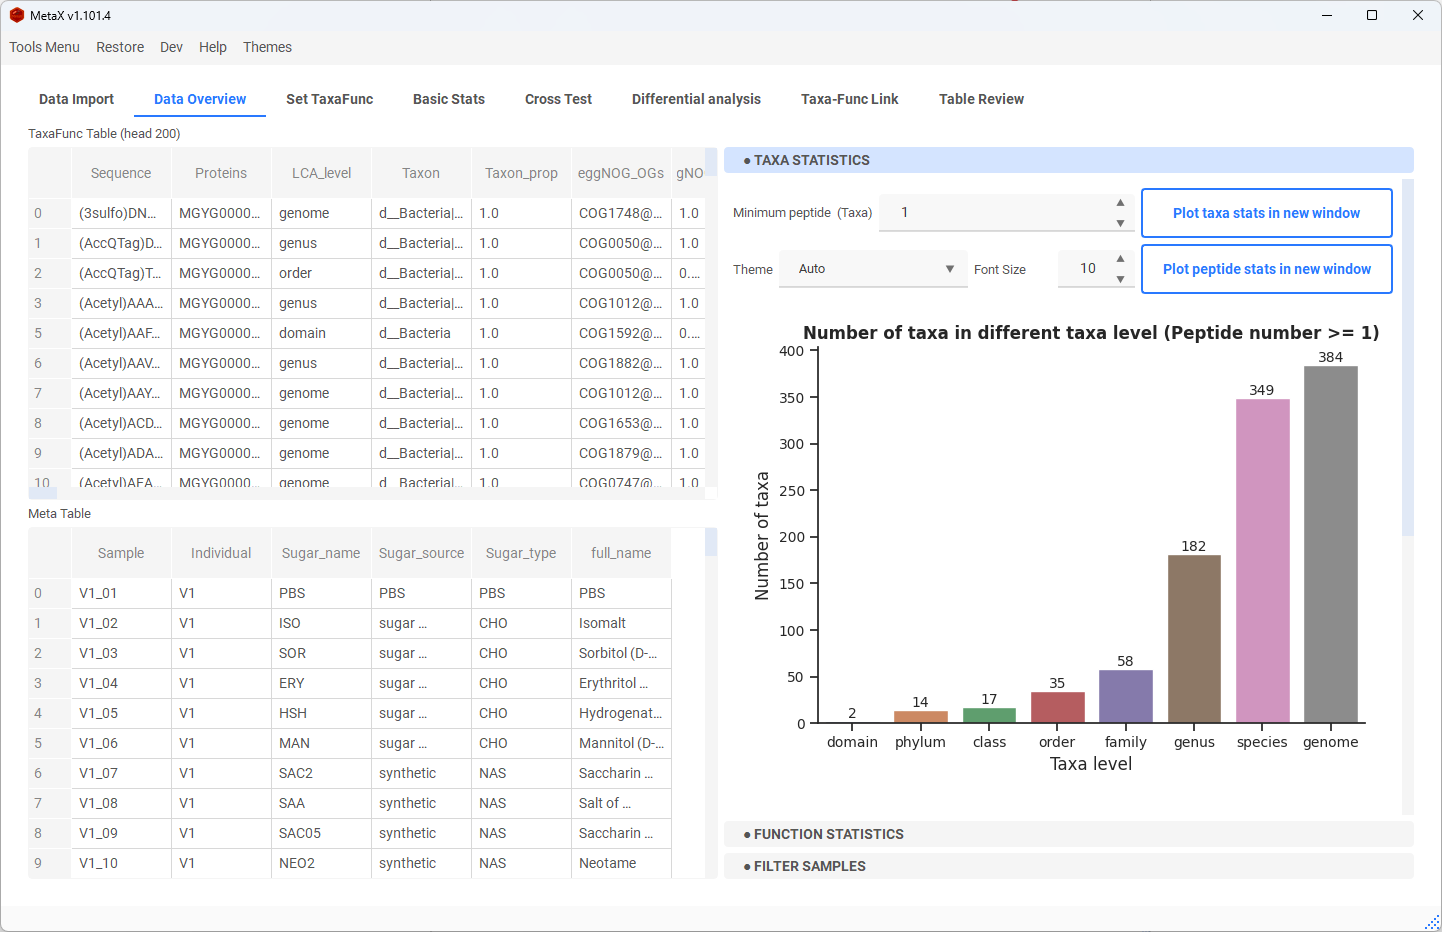 MetaX v1.101.4
Tools Menu Restore Dev Help Themes
Data Import Data Overview Set TaxaFunc Basic Stats Cross Test Differential analysis Taxa-Func Link Table Review
TaxaFunc Table (head 200)
Sequence Proteins LCA_level Taxon Taxon_prop eggNOG_OGs gNO
0 (3sulfo)DN... MGYG0000... genome d__Bacteria|... 1.0 COG1748@... 1.0
1 (AccQTag)D... MGYG0000... genus d__Bacteria|... 1.0 COG0050@... 1.0
2 (AccQTag)T... MGYG0000... order d__Bacteria|... 1.0 COG0050@... 0....
3 (Acetyl)AAA... MGYG0000... genus d__Bacteria|... 1.0 COG1012@... 1.0
5 (Acetyl)AAF... MGYG0000... domain d__Bacteria 1.0 COG1592@... 0....
6 (Acetyl)AAV... MGYG0000... genus d__Bacteria|... 1.0 COG1882@... 1.0
7 (Acetyl)AAY... MGYG0000... genome d__Bacteria|... 1.0 COG1012@... 1.0
8 (Acetyl)ACD... MGYG0000... genome d__Bacteria|... 1.0 COG1653@... 1.0
9 (Acetyl)ADA... MGYG0000... genome d__Bacteria|... 1.0 COG1879@... 1.0
10 (Acetyl)AEA... MGYG0000... genome d__Bacteria|... 1.0 COG0747@... 1.0
Meta Table
Sample Individual Sugar_name Sugar_source Sugar_type full_name
0 V1_01 V1 PBS PBS PBS PBS
1 V1_02 V1 ISO sugar ... CHO Isomalt
2 V1_03 V1 SOR sugar ... CHO Sorbitol (D-...
3 V1_04 V1 ERY sugar ... CHO Erythritol ...
4 V1_05 V1 HSH sugar ... CHO Hydrogenat...
5 V1_06 V1 MAN sugar ... CHO Mannitol (D-...
6 V1_07 V1 SAC2 synthetic NAS Saccharin ...
7 V1_08 V1 SAA synthetic NAS Salt of ...
8 V1_09 V1 SAC05 synthetic NAS Saccharin ...
9 V1_10 V1 NEO2 synthetic NAS Neotame
● TAXA STATISTICS
Minimum peptide (Taxa) 1 Plot taxa stats in new window
Theme Auto Font Size 10 Plot peptide stats in new window
Number of taxa in different taxa level (Peptide number >= 1)
Number of taxa
400
350
300
250
200
150
100
50
0
2 14 17 35 58 182 349 384
domain phylum class order family genus species genome
Taxa level
● FUNCTION STATISTICS
● FILTER SAMPLES